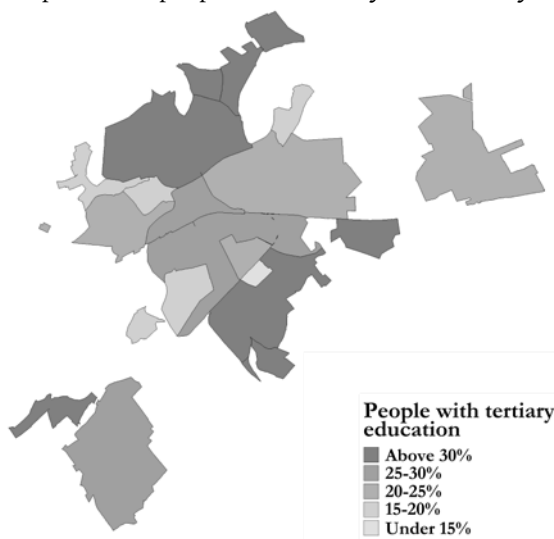 People with tertiary
education
Above 30%
25-30%
20-25%
15-20%
Under 15%